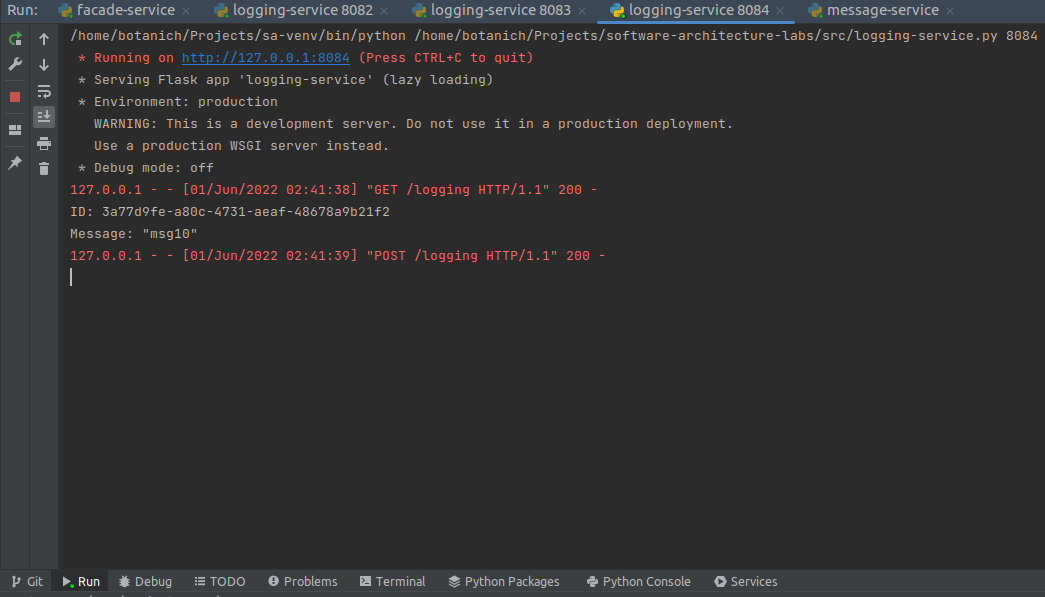 Run: facade-service logging-service 8082 logging-service 8083 logging-service 8084 message-service
/home/botanich/Projects/sa-venv/bin/python /home/botanich/Projects/software-architecture-labs/src/logging-service.py 8084
* Running on http://127.0.0.1:8084 (Press CTRL+C to quit)
* Serving Flask app 'logging-service' (lazy loading)
* Environment: production
WARNING: This is a development server. Do not use it in a production deployment.
Use a production WSGI server instead.
* Debug mode: off
127.0.0.1 - - [01/Jun/2022 02:41:38] "GET /logging HTTP/1.1" 200 -
ID: 3a77d9fe-a80c-4731-aeaf-48678a9b21f2
Message: "msg10"
127.0.0.1 - - [01/Jun/2022 02:41:39] "POST /logging HTTP/1.1" 200 -
Git Run Debug TODO Problems Terminal Python Packages Python Console Services